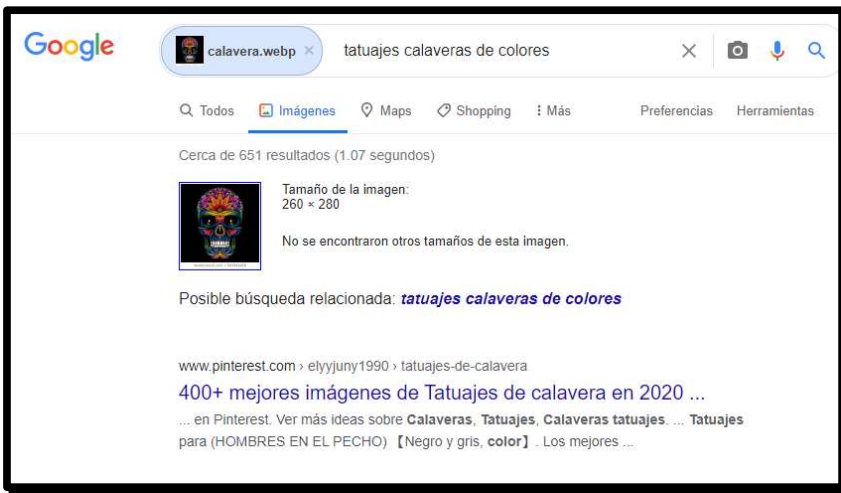 Google
calavera.webp × tatuajes calaveras de colores
Todos Imágenes Maps Shopping Más Preferencias Herramientas
Cerca de 651 resultados (1.07 segundos)
Tamaño de la imagen:
260 × 280
No se encontraron otros tamaños de esta imagen.
Posible búsqueda relacionada: tatuajes calaveras de colores
www.pinterest.com › elyyjuny1990 › tatuajes-de-calavera
400+ mejores imágenes de Tatuajes de calavera en 2020 ...
... en Pinterest. Ver más ideas sobre Calaveras, Tatuajes, Calaveras tatuajes. ... Tatuajes
para (HOMBRES EN EL PECHO) 【Negro y gris, color】. Los mejores ...